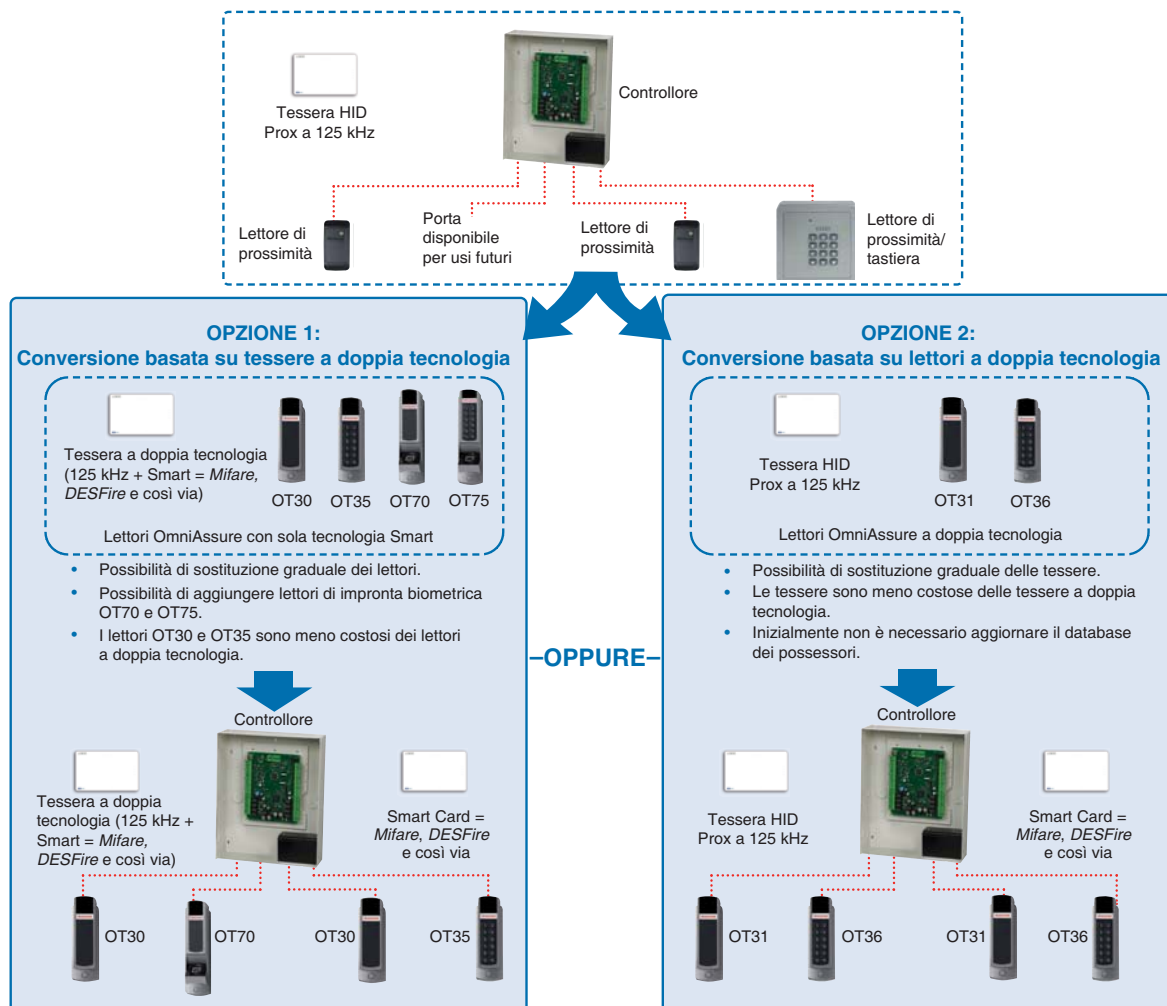 Tessera HID
Prox a 125 kHz
Controllore
Lettore di
prossimità
Porta
disponibile
per usi futuri
Lettore di
prossimità
Lettore di
prossimità/
tastiera
OPZIONE 1:
Conversione basata su tessere a doppia tecnologia
Tessera a doppia tecnologia
(125 kHz + Smart = Mifare,
DESFire e così via)
OT30
OT35
OT70
OT75
Lettori OmniAssure con sola tecnologia Smart
• Possibilità di sostituzione graduale dei lettori.
• Possibilità di aggiungere lettori di impronta biometrica
OT70 e OT75.
• I lettori OT30 e OT35 sono meno costosi dei lettori
a doppia tecnologia.
Controllore
Tessera a doppia
tecnologia (125 kHz +
Smart = Mifare,
DESFire e così via)
Smart Card =
Mifare, DESFire
e così via
OT30
OT70
OT30
OT35
–OPPURE–
OPZIONE 2:
Conversione basata su lettori a doppia tecnologia
Tessera HID
Prox a 125 kHz
OT31
OT36
Lettori OmniAssure a doppia tecnologia
• Possibilità di sostituzione graduale delle tessere.
• Le tessere sono meno costose delle tessere a doppia
tecnologia.
• Inizialmente non è necessario aggiornare il database
dei possessori.
Controllore
Tessera HID
Prox a 125 kHz
Smart Card =
Mifare, DESFire
e così via
OT31
OT36
OT31
OT36